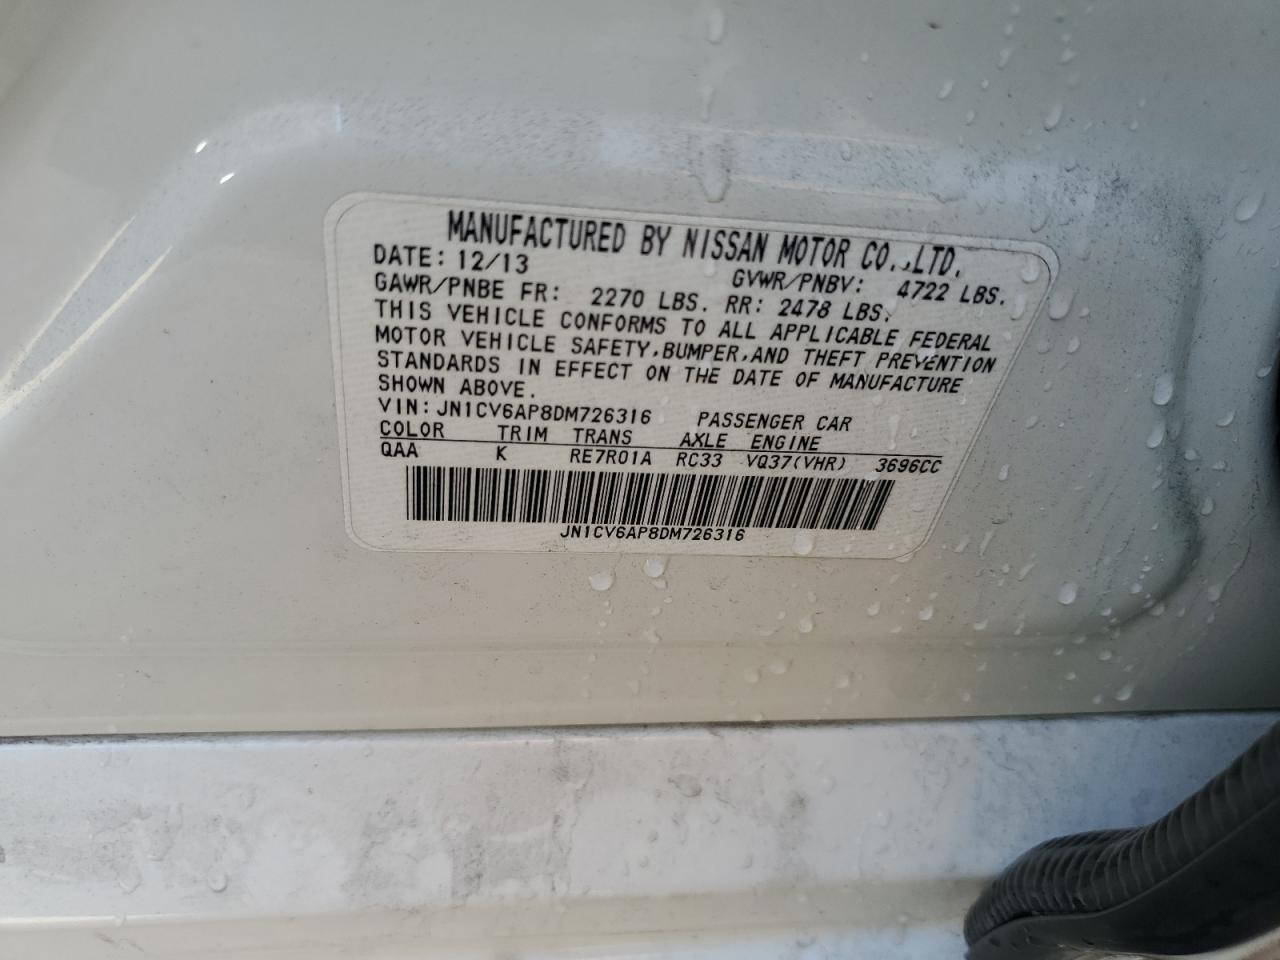 MANUFACTURED BY NISSAN MOTOR CO.,LTD.
DATE: 12/13 GVWR/PNBV: 4722 LBS.
GAWR/PNBE FR: 2270 LBS. RR: 2478 LBS.
THIS VEHICLE CONFORMS TO ALL APPLICABLE FEDERAL
MOTOR VEHICLE SAFETY,BUMPER,AND THEFT PREVENTION
STANDARDS IN EFFECT ON THE DATE OF MANUFACTURE
SHOWN ABOVE.
VIN: JN1CV6AP8DM726316 PASSENGER CAR
COLOR TRIM TRANS AXLE ENGINE
QAA K RE7R01A RC33 VQ37(VHR) 3696CC
JN1CV6AP8DM726316